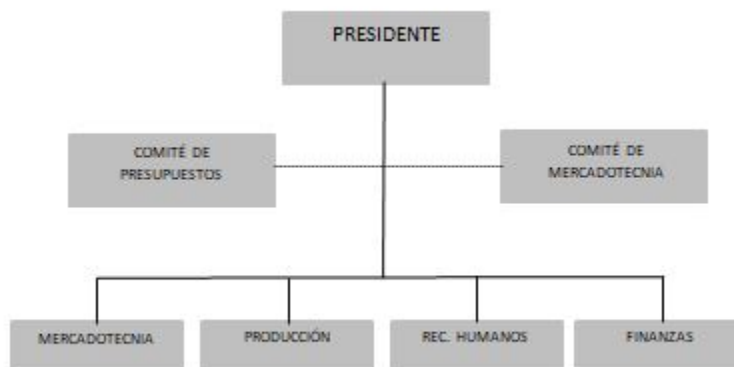 PRESIDENTE
COMITÉ DE
PRESUPUESTOS
COMITÉ DE
MERCADOTECNIA
MERCADOTECNIA
PRODUCCIÓN
REC. HUMANOS
FINANZAS